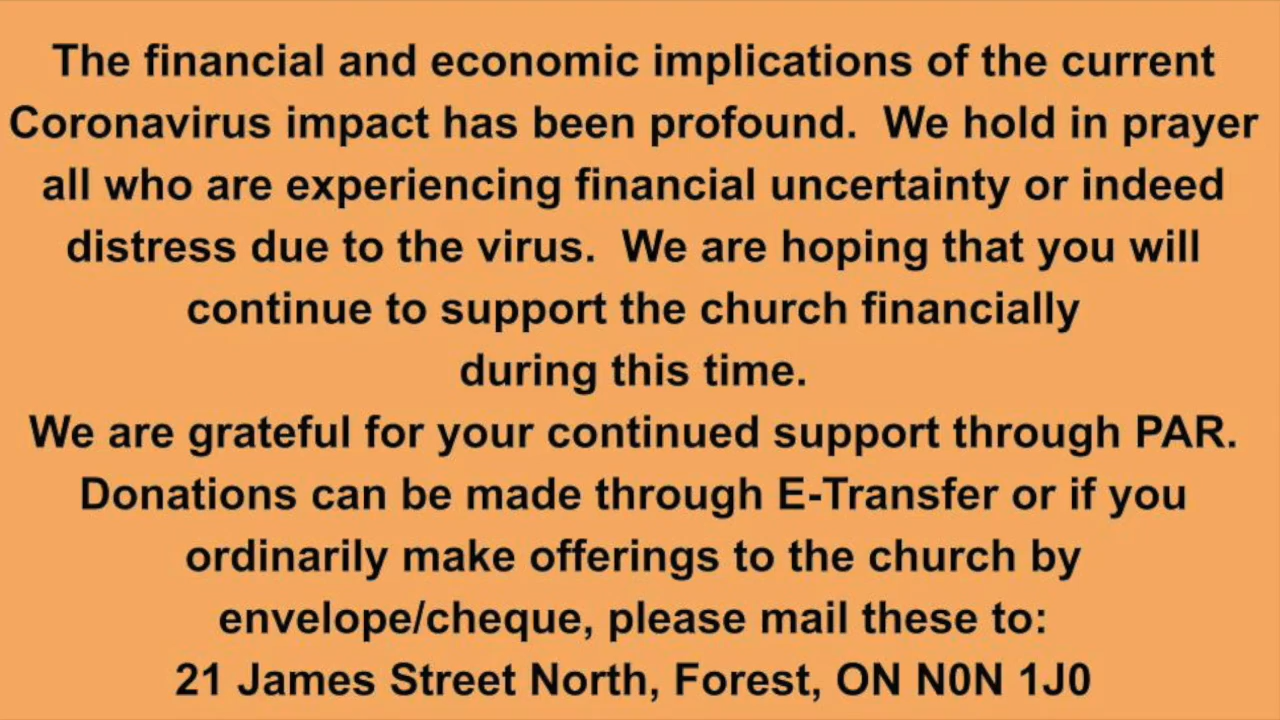 The financial and economic implications of the current
Coronavirus impact has been profound.  We hold in prayer
all who are experiencing financial uncertainty or indeed
distress due to the virus.  We are hoping that you will
continue to support the church financially
during this time.
We are grateful for your continued support through PAR.
Donations can be made through E-Transfer or if you
ordinarily make offerings to the church by
envelope/cheque, please mail these to:
21 James Street North, Forest, ON N0N 1J0